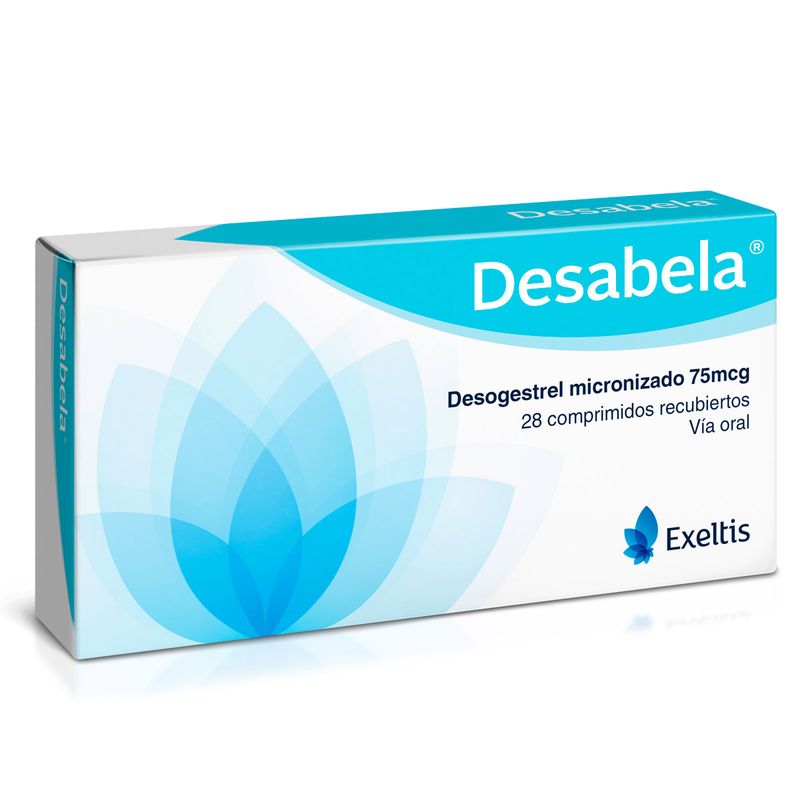 Desabela
Desabela
Desabela®
Desogestrel micronizado 75mcg
28 comprimidos recubiertos
Vía oral
Exeltis